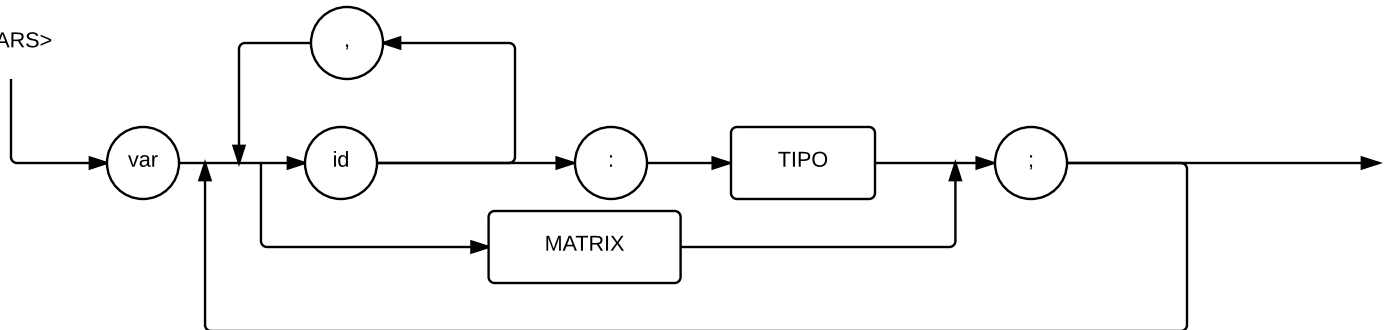 ARS>
,
var
id
:
TIPO
;
MATRIX